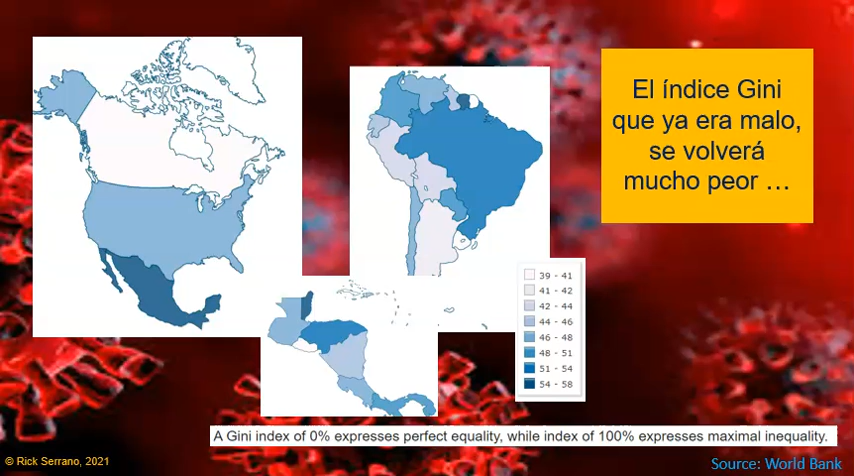 El índice Gini
que ya era malo,
se volverá
mucho peor ...
39 - 41
41 - 42
42 - 44
44 - 46
46 - 48
48 - 51
51 - 54
54 - 58
A Gini index of 0% expresses perfect equality, while index of 100% expresses maximal inequality.
© Rick Serrano, 2021
Source: World Bank